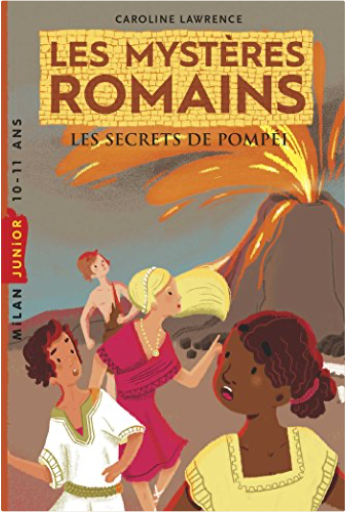 CAROLINE LAWRENCE
LES MYSTÈRES
ROMAINS
LES SECRETS DE POMPÉI
MiLAN JUNiOR 10-11 ANS